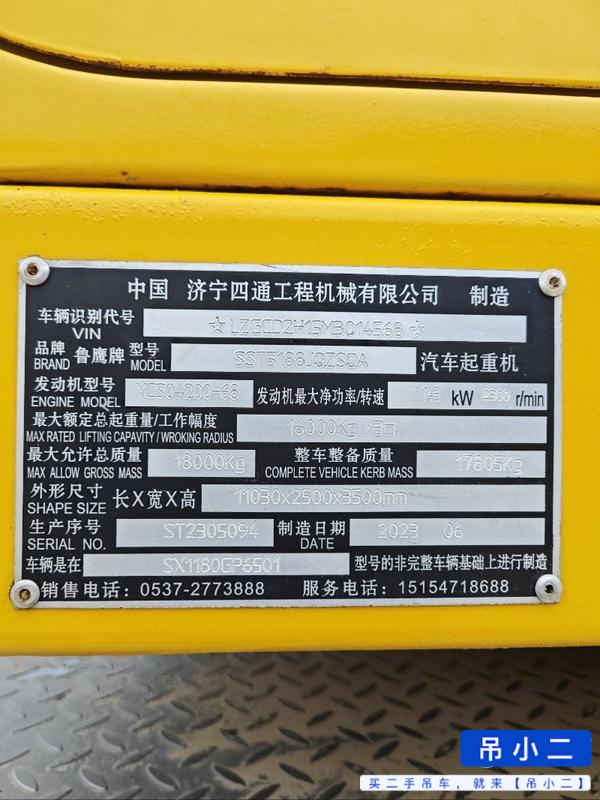 中国 济宁四通工程机械有限公司 制造
车辆识别代号 VIN ☆LZGCD2H15MB014568☆
品牌 BRAND 鲁鹰牌 型号 MODEL SST5188JQZS8A 汽车起重机
发动机型号 ENGINE MODEL YCS04200-68 发动机最大净功率/转速 kW 2300 r/min
最大额定总起重量/工作幅度 MAX RATED LIFTING CAPAVITY/WROKING RADIUS 16000Kg/3m
最大允许总质量 MAX ALLOW GROSS MASS 18000Kg 整车整备质量 COMPLETE VEHICLE KERB MASS 17805Kg
外形尺寸 SHAPE SIZE 长X宽X高 11030x2500x3500mm
生产序号 SERIAL NO. ST2305094 制造日期 DATE 2023 06
车辆是在 SX1180GP6501 型号的非完整车辆基础上进行制造
销售电话：0537-2773888 服务电话：15154718688
吊小二
买二手吊车，就来【吊小二】